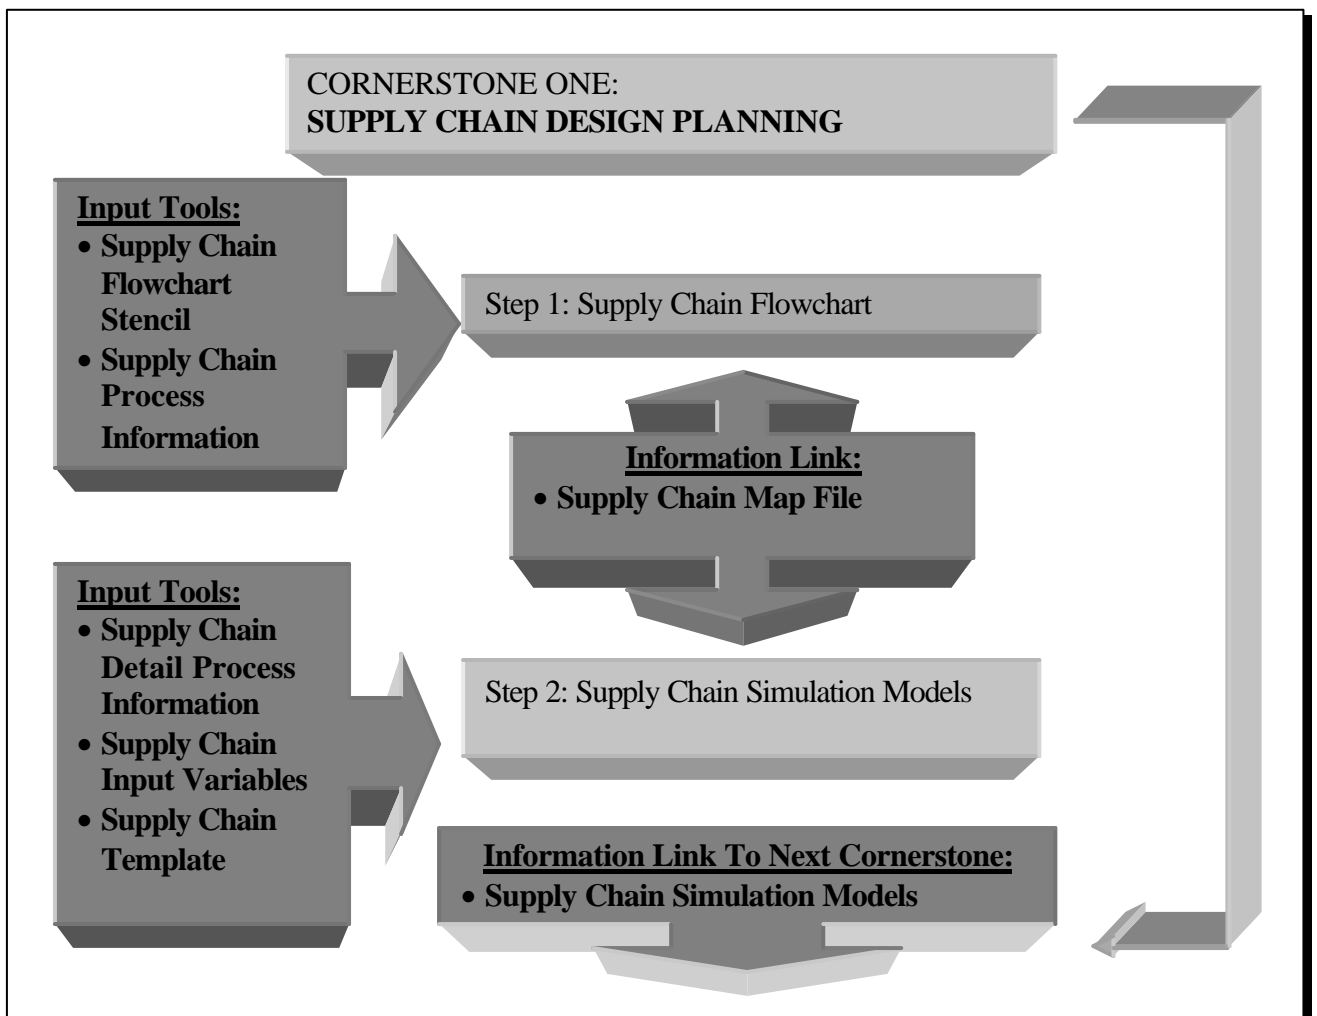 CORNERSTONE ONE:
SUPPLY CHAIN DESIGN PLANNING
Input Tools:
• Supply Chain
Flowchart
Stencil
• Supply Chain
Process
Information
Step 1: Supply Chain Flowchart
Information Link:
• Supply Chain Map File
Input Tools:
• Supply Chain
Detail Process
Information
• Supply Chain
Input Variables
• Supply Chain
Template
Step 2: Supply Chain Simulation Models
Information Link To Next Cornerstone:
• Supply Chain Simulation Models